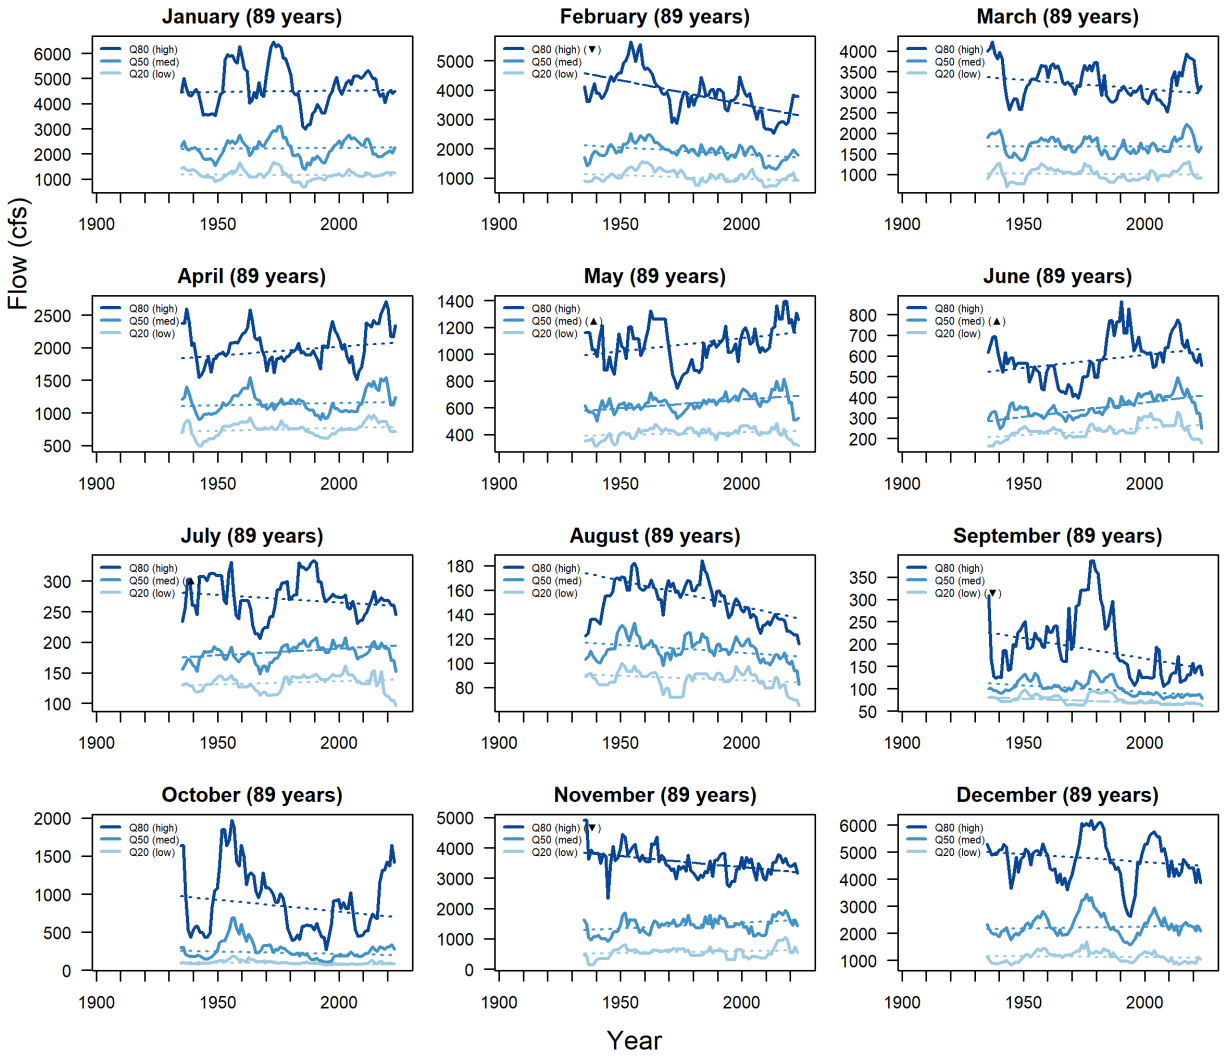 January (89 years)
Q80 (high)
Q50 (med)
Q20 (low)
6000
5000
4000
3000
2000
1000
1900
1950
2000
February (89 years)
Q80 (high) (▼)
Q50 (med)
Q20 (low)
5000
4000
3000
2000
1000
1900
1950
2000
March (89 years)
Q80 (high)
Q50 (med)
Q20 (low)
4000
3500
3000
2500
2000
1500
1000
1900
1950
2000
Flow (cfs)
April (89 years)
Q80 (high)
Q50 (med)
Q20 (low)
2500
2000
1500
1000
500
1900
1950
2000
May (89 years)
Q80 (high)
Q50 (med) (▲)
Q20 (low)
1400
1200
1000
800
600
400
1900
1950
2000
June (89 years)
Q80 (high)
Q50 (med) (▲)
Q20 (low)
800
700
600
500
400
300
200
1900
1950
2000
July (89 years)
Q80 (high)
Q50 (med) (▲)
Q20 (low)
300
250
200
150
100
1900
1950
2000
August (89 years)
Q80 (high)
Q50 (med)
Q20 (low)
180
160
140
120
100
80
1900
1950
2000
September (89 years)
Q80 (high)
Q50 (med)
Q20 (low) (▼)
350
300
250
200
150
100
50
1900
1950
2000
October (89 years)
Q80 (high)
Q50 (med)
Q20 (low)
2000
1500
1000
500
0
1900
1950
2000
November (89 years)
Q80 (high) (▼)
Q50 (med)
Q20 (low)
5000
4000
3000
2000
1000
0
1900
1950
2000
December (89 years)
Q80 (high)
Q50 (med)
Q20 (low)
6000
5000
4000
3000
2000
1000
1900
1950
2000
Year